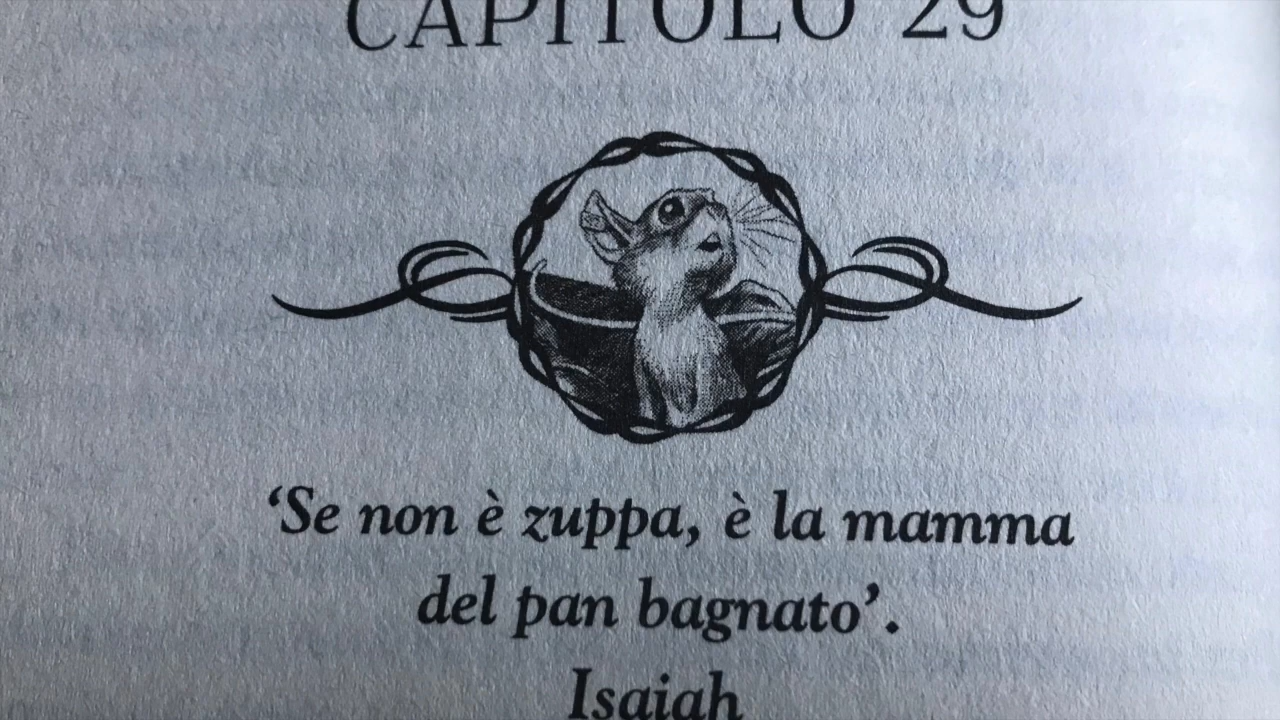 CAPITOLO 29
‘Se non è zuppa, è la mamma
del pan bagnato’.
Isaiah